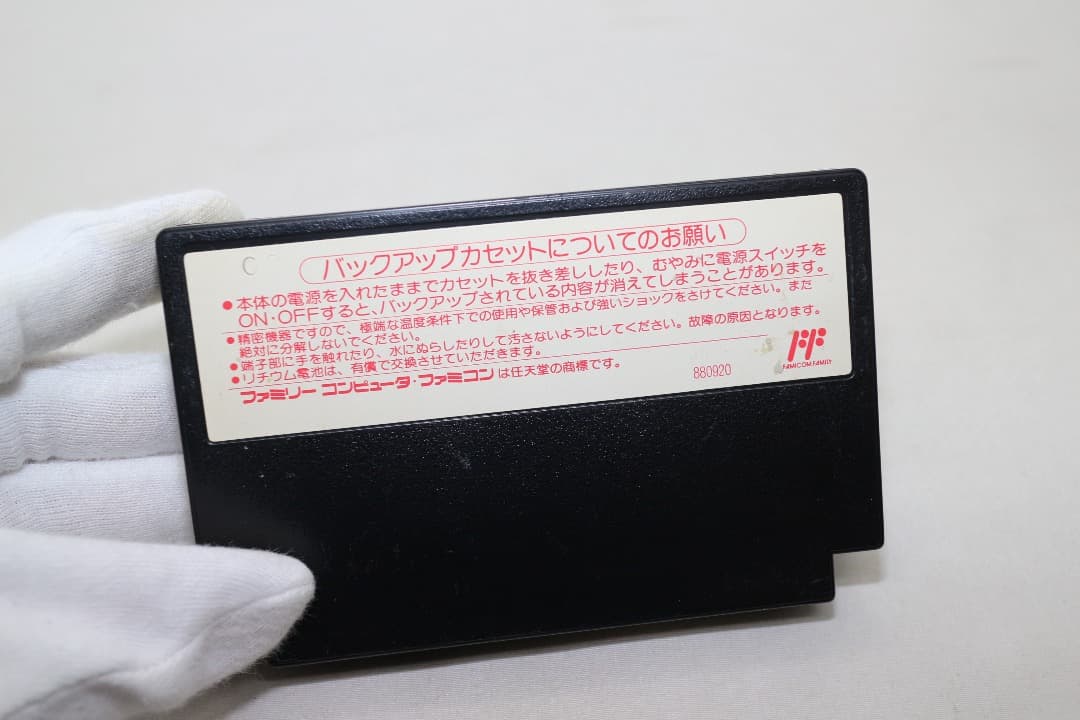 バックアップカセットについてのお願い
●本体の電源を入れたままでカセットを抜き差ししたり、むやみに電源スイッチを
ON・OFFすると、バックアップされている内容が消えてしまうことがあります。
●精密機器ですので、極端な温度条件下での使用や保管および強いショックをさけてください。また
絶対に分解しないでください。
●端子部に手を触れたり、水にぬらしたりして汚さないようにしてください。故障の原因となります。
●リチウム電池は、有償で交換させていただきます。
ファミリーコンピュータ・ファミコンは任天堂の商標です。
880920
FAMICOM FAMILY